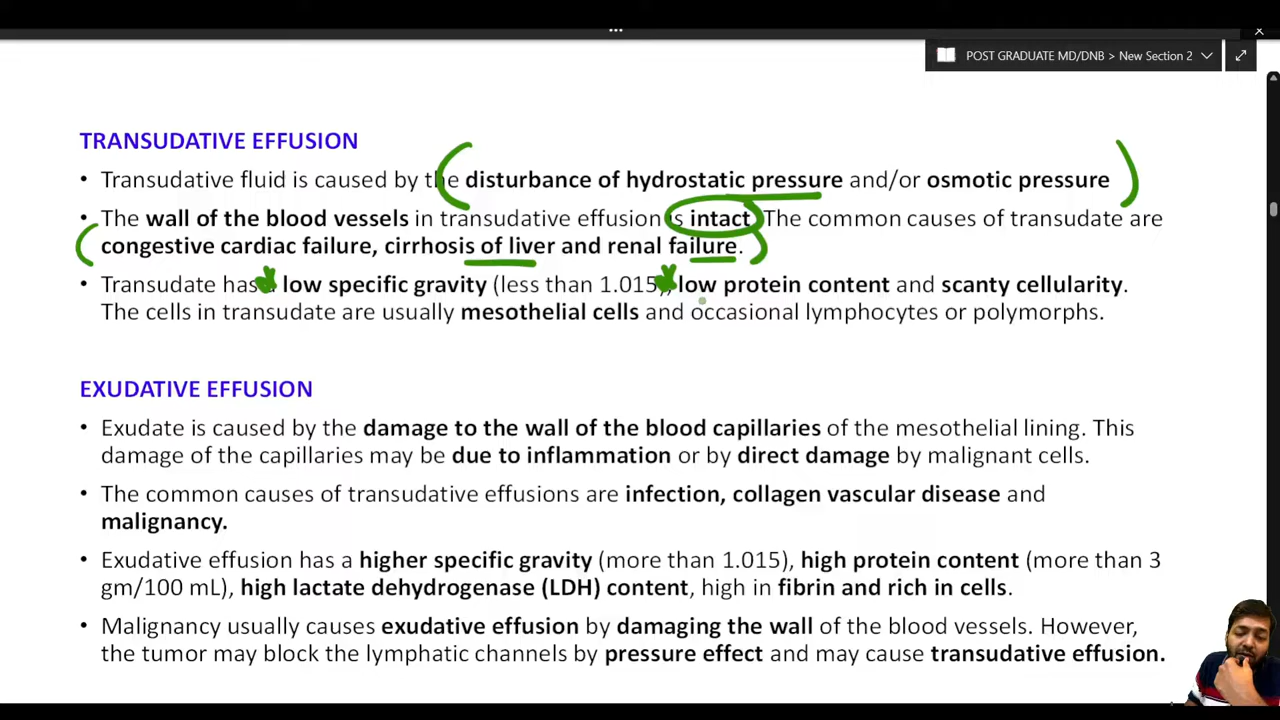 POST GRADUATE MD/DNB > New Section 2
TRANSUDATIVE EFFUSION
• Transudative fluid is caused by the disturbance of hydrostatic pressure and/or osmotic pressure
• The wall of the blood vessels in transudative effusion is intact. The common causes of transudate are
congestive cardiac failure, cirrhosis of liver and renal failure.
• Transudate has a low specific gravity (less than 1.015), low protein content and scanty cellularity.
The cells in transudate are usually mesothelial cells and occasional lymphocytes or polymorphs.
EXUDATIVE EFFUSION
• Exudate is caused by the damage to the wall of the blood capillaries of the mesothelial lining. This
damage of the capillaries may be due to inflammation or by direct damage by malignant cells.
• The common causes of transudative effusions are infection, collagen vascular disease and
malignancy.
• Exudative effusion has a higher specific gravity (more than 1.015), high protein content (more than 3
gm/100 mL), high lactate dehydrogenase (LDH) content, high in fibrin and rich in cells.
• Malignancy usually causes exudative effusion by damaging the wall of the blood vessels. However,
the tumor may block the lymphatic channels by pressure effect and may cause transudative effusion.